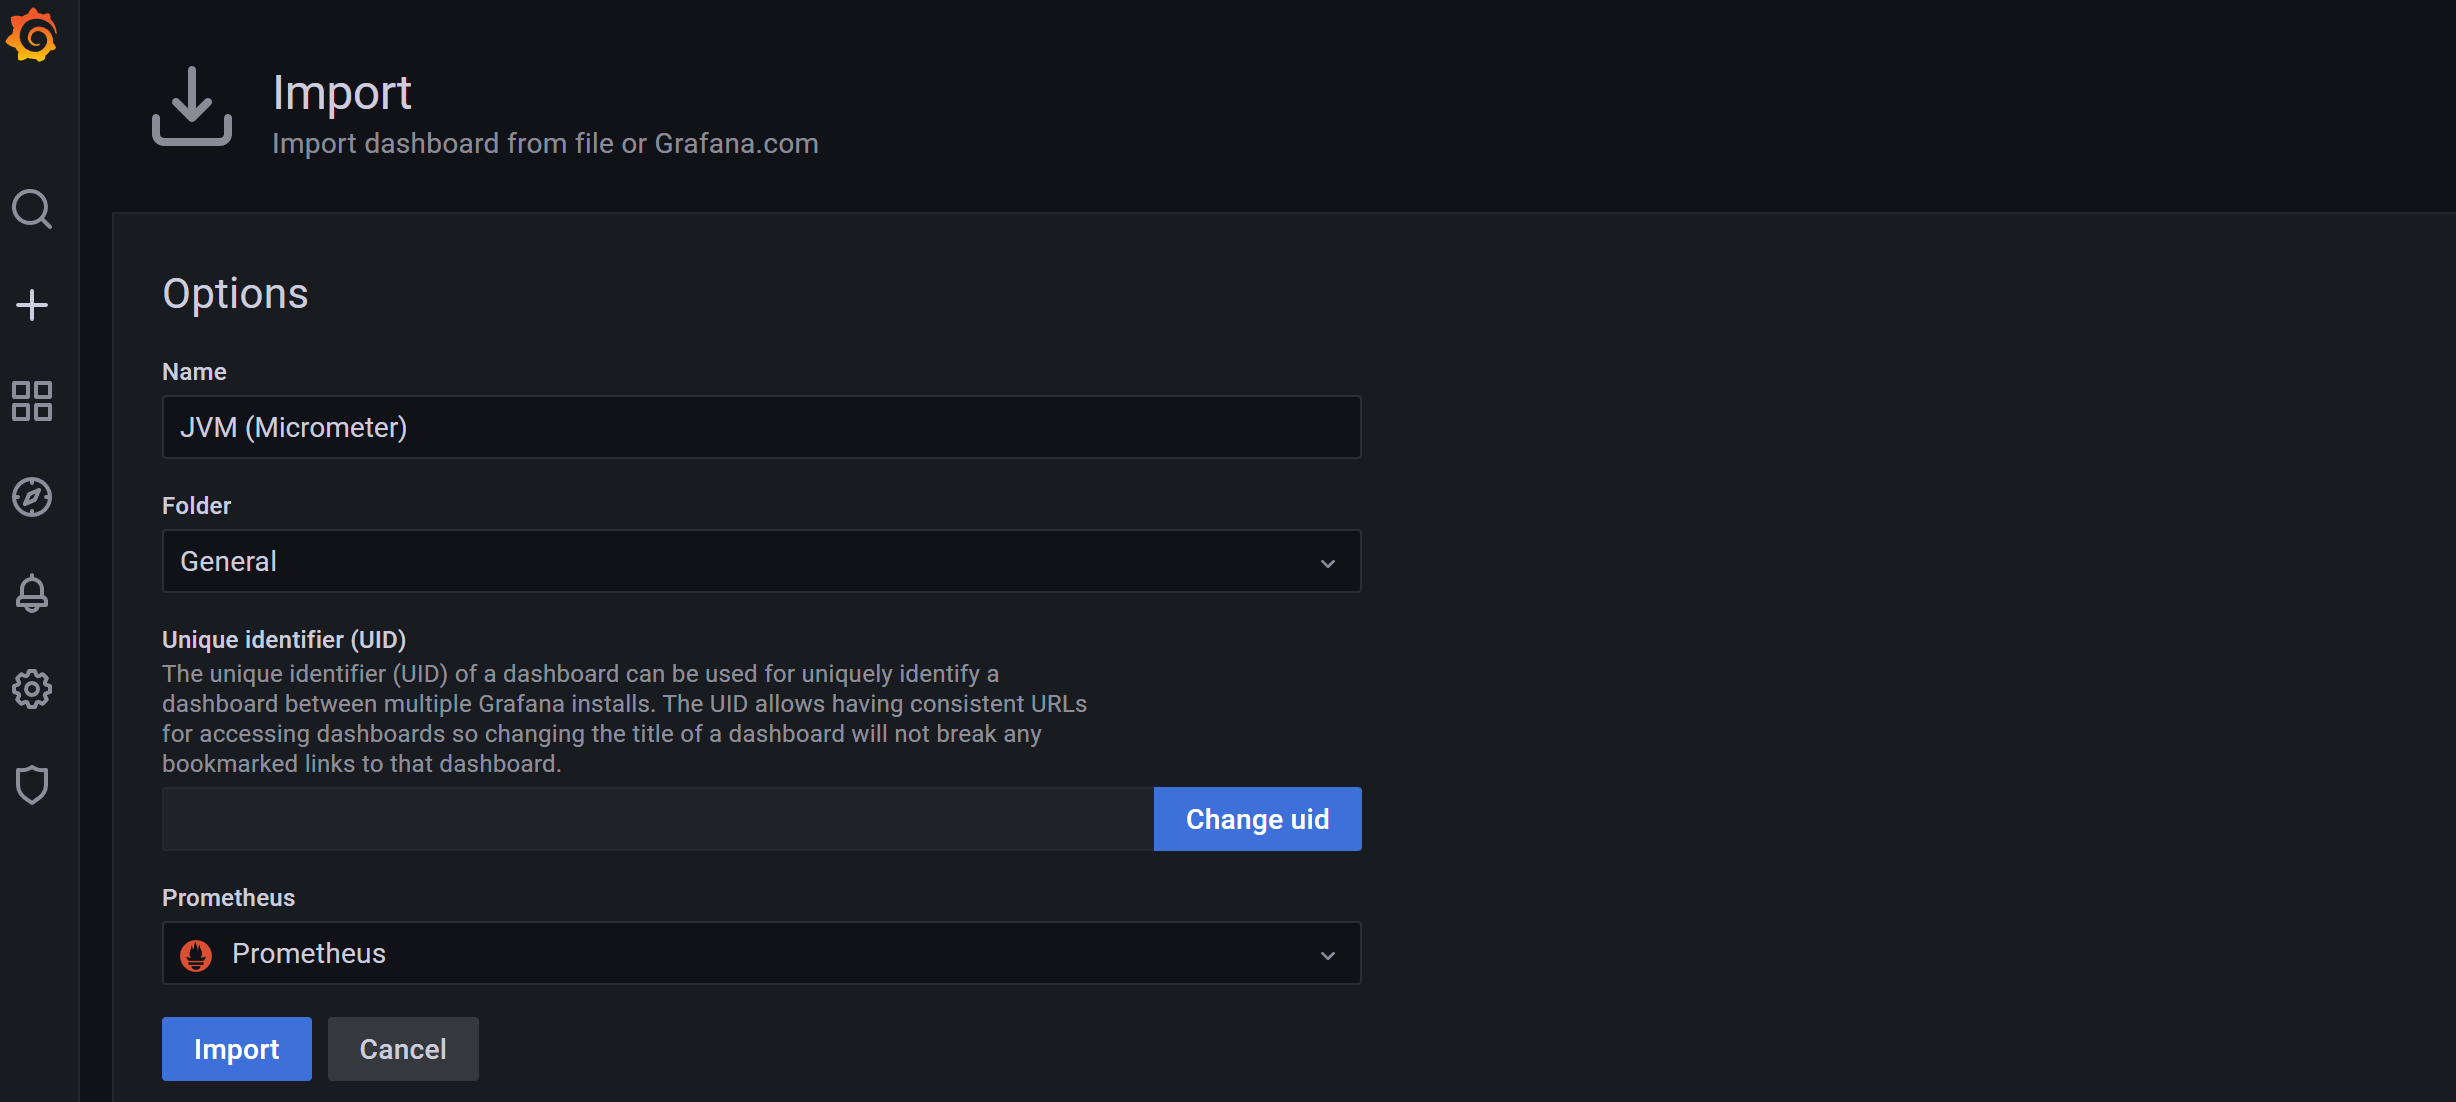 Import
Import dashboard from file or Grafana.com
Options
Name
JVM (Micrometer)
Folder
General
Unique identifier (UID)
The unique identifier (UID) of a dashboard can be used for uniquely identify a
dashboard between multiple Grafana installs. The UID allows having consistent URLs
for accessing dashboards so changing the title of a dashboard will not break any
bookmarked links to that dashboard.
Change uid
Prometheus
Prometheus
Import
Cancel